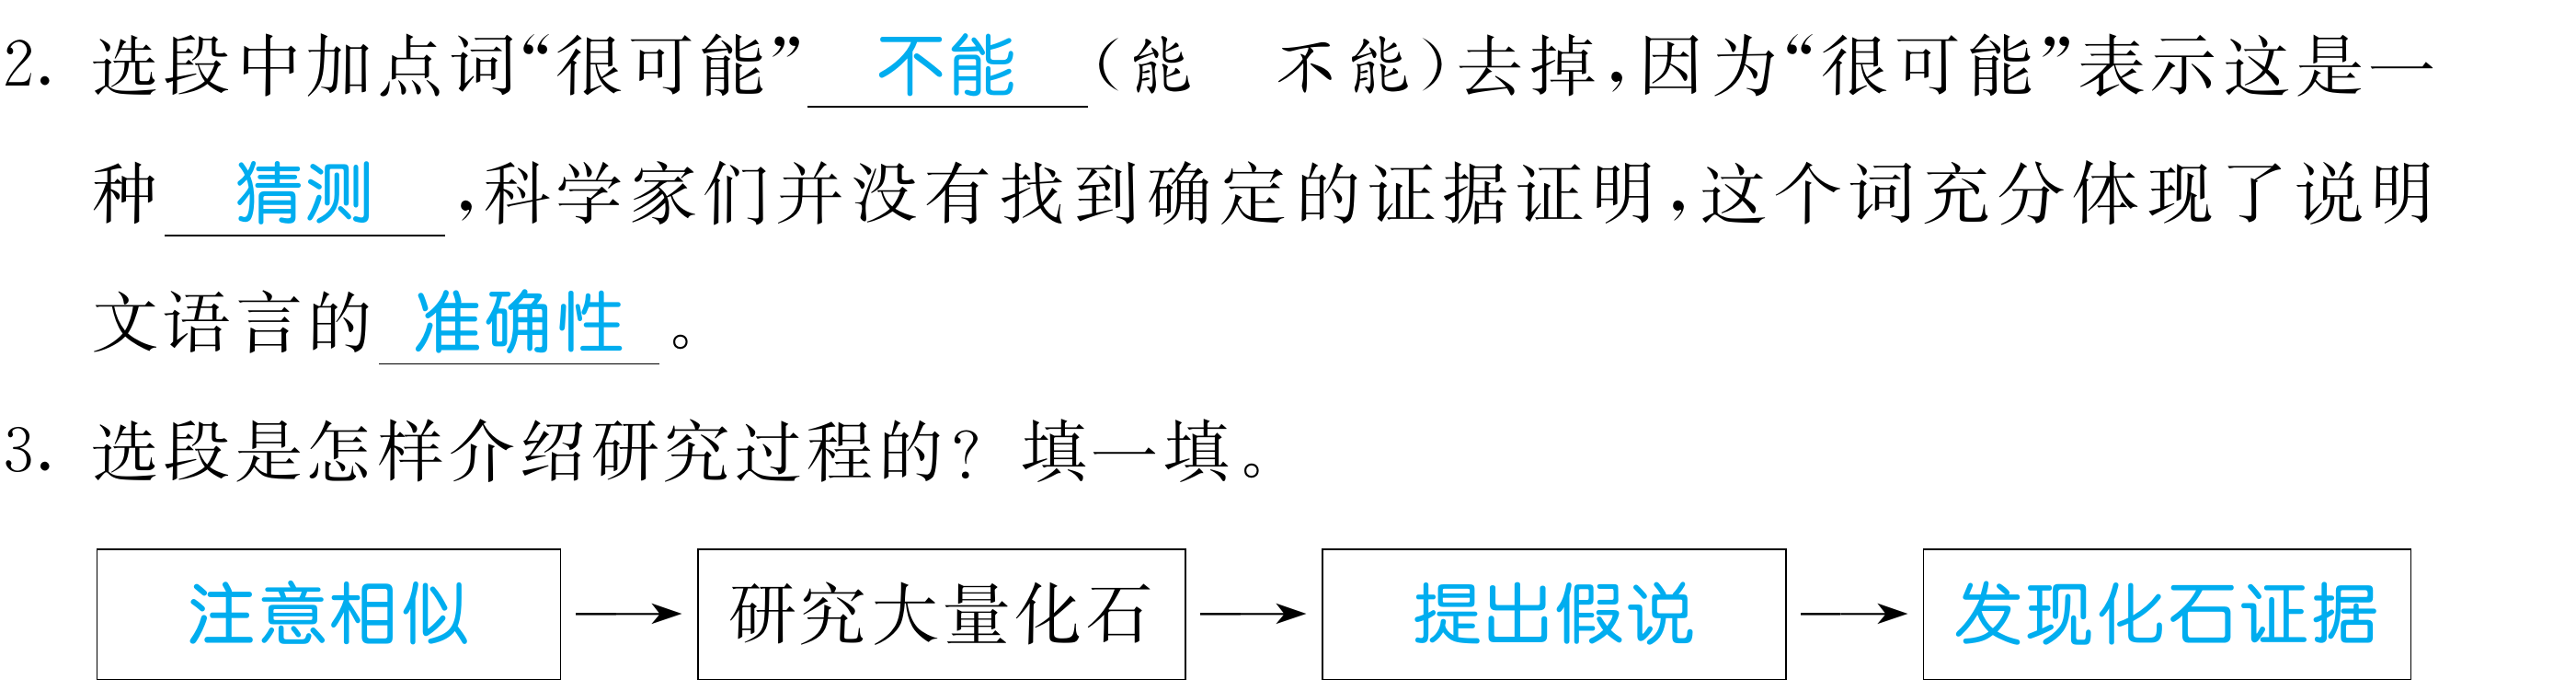 2. 选段中加点词“很可能” 不能 （能　不能）去掉，因为“很可能”表示这是一
种 猜测 ，科学家们并没有找到确定的证据证明，这个词充分体现了说明
文语言的 准确性 。
3. 选段是怎样介绍研究过程的？填一填。
注意相似 → 研究大量化石 → 提出假说 → 发现化石证据